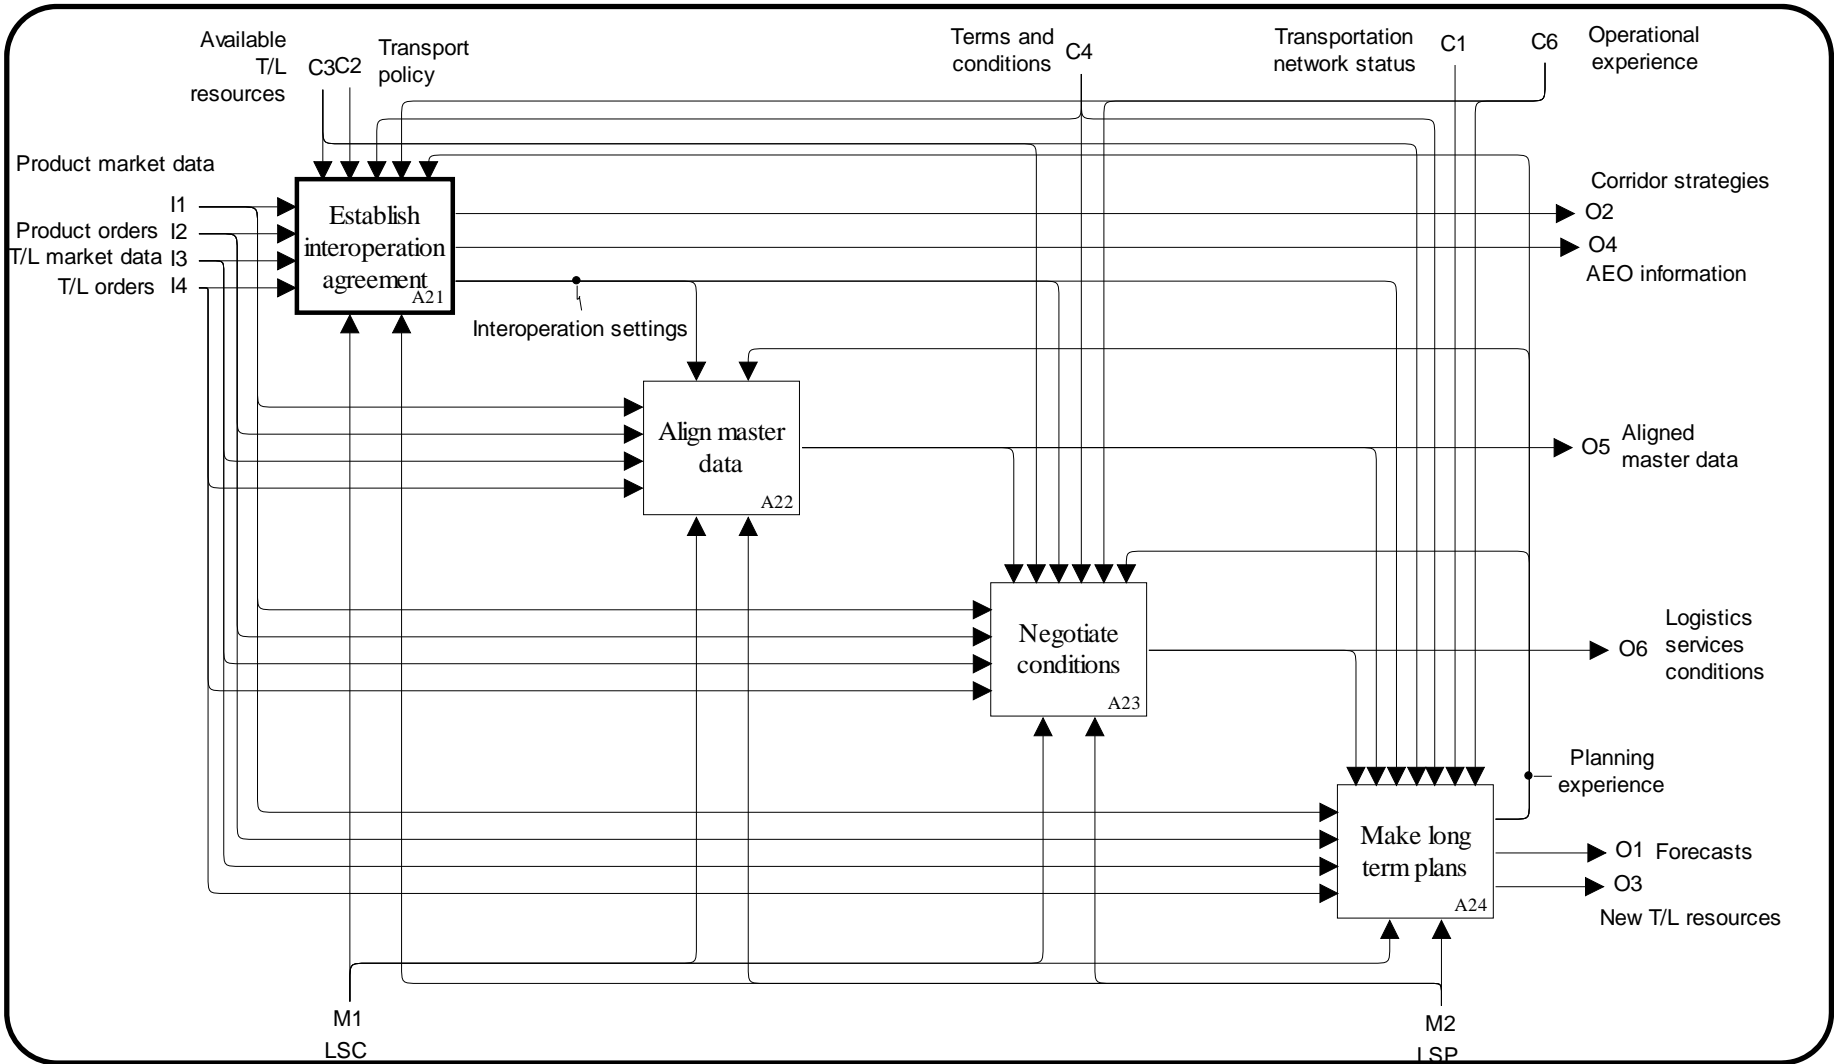 Available
T/L
resources
C3
C2
Transport
policy
Terms and
conditions
C4
Transportation
network status
C1
C6
Operational
experience
Product market data
I1
Product orders I2
T/L market data I3
T/L orders I4
Establish
interoperation
agreement
A21
Interoperation settings
Corridor strategies
O2
O4
AEO information
Align master
data
A22
O5
Aligned
master data
Negotiate
conditions
A23
O6
Logistics
services
conditions
Planning
experience
Make long
term plans
A24
O1 Forecasts
O3
New T/L resources
M1
LSC
M2
LSP